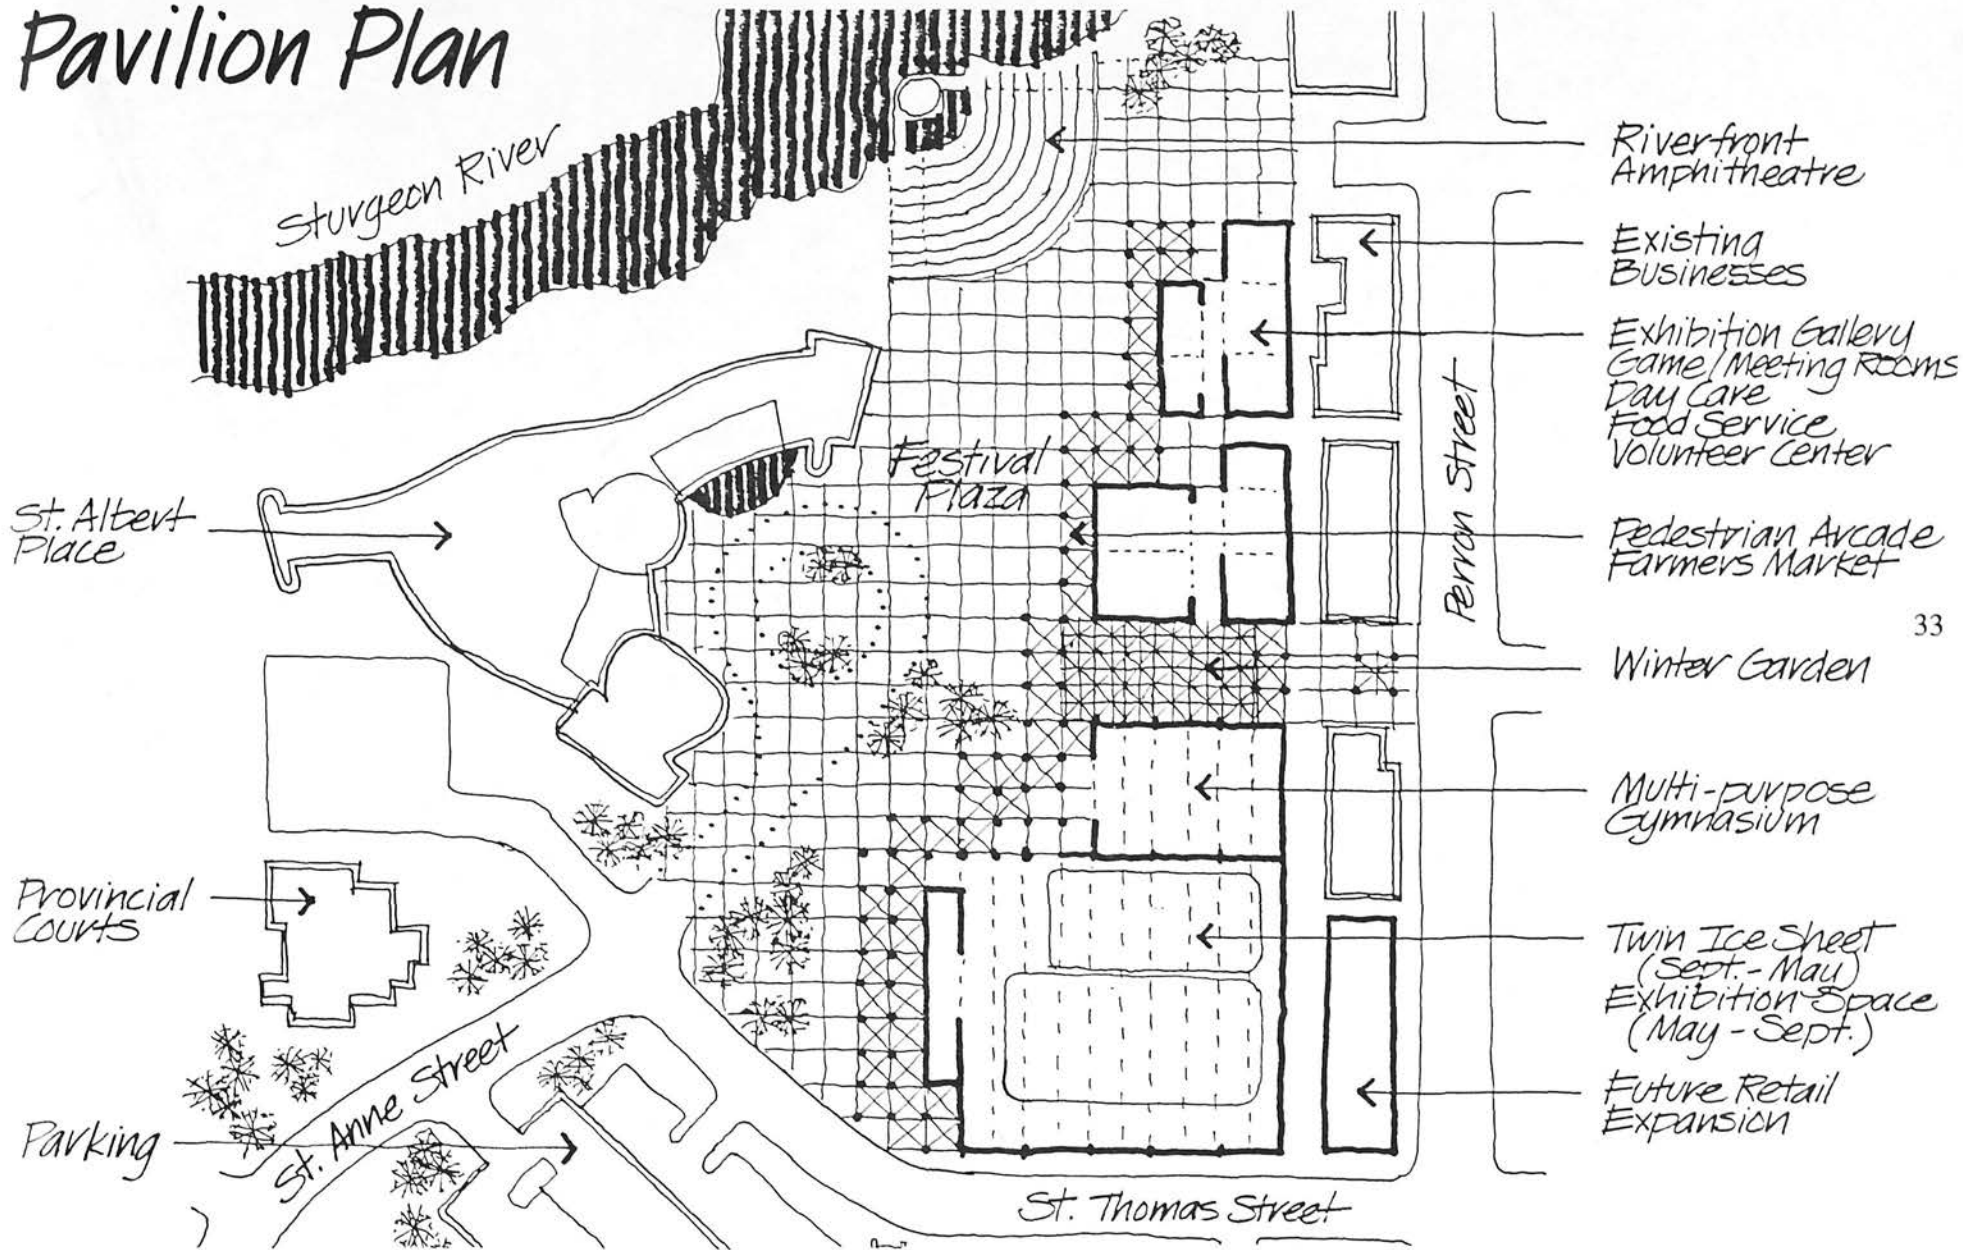 Pavilion Plan
Sturgeon River
Riverfront
Amphitheatre
Existing
Businesses
Exhibition Gallery
Game/Meeting Rooms
Day Care
Food Service
Volunteer Center
Perron Street
Festival
Plaza
St. Albert
Place
Pedestrian Arcade
Farmers Market
33
Winter Garden
Multi-purpose
Gymnasium
Provincial
Courts
Twin Ice Sheet
(Sept. - May)
Exhibition Space
(May - Sept.)
Future Retail
Expansion
St. Anne Street
Parking
St. Thomas Street